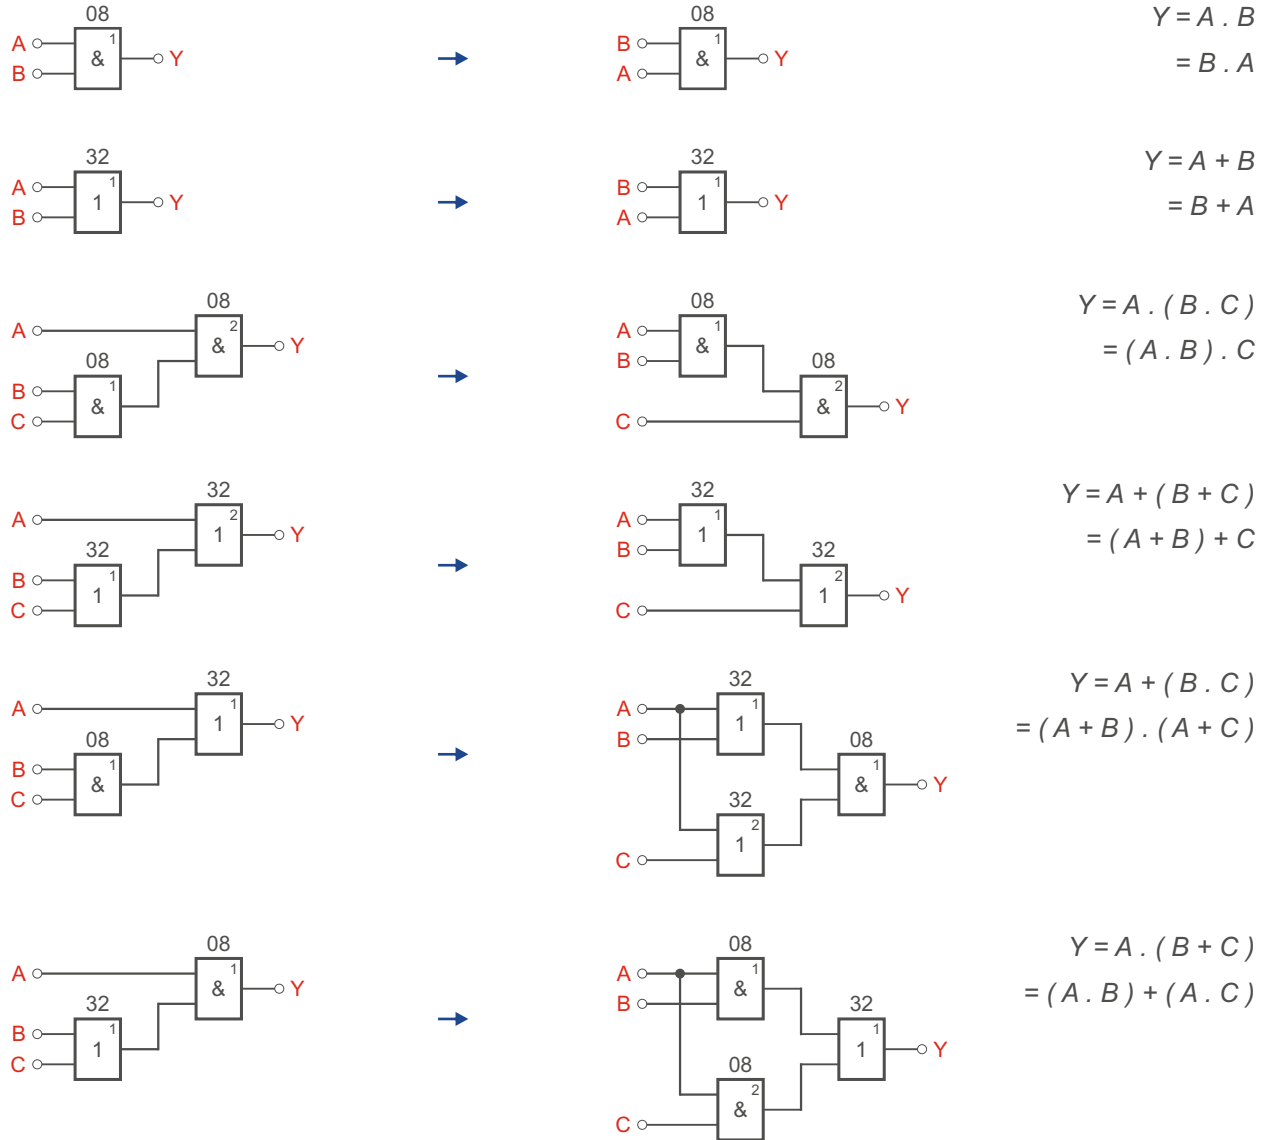 08 08 Y = A . B
A 1 Y B 1 Y
B & A & = B . A
32 32 Y = A + B
A 1 Y B 1 Y
B 1 A 1 = B + A
08 08 Y = A . ( B . C )
A 2 A 1
& Y B & = ( A . B ) . C
08 08
B 1 2
C & C & Y
32 32 Y = A + ( B + C )
A 2 A 1
1 Y B 1 = ( A + B ) + C
32 32
B 1 2
C 1 C 1 Y
32 32 Y = A + ( B . C )
A 1 A 1
1 Y B 1 = ( A + B ) . ( A + C )
08 08
B 1 1
C & & Y
32
2
C 1
08 08 Y = A . ( B + C )
A 1 A 1
& Y B & = ( A . B ) + ( A . C )
32 32
B 1 1
C 1 1 Y
08
2
C &